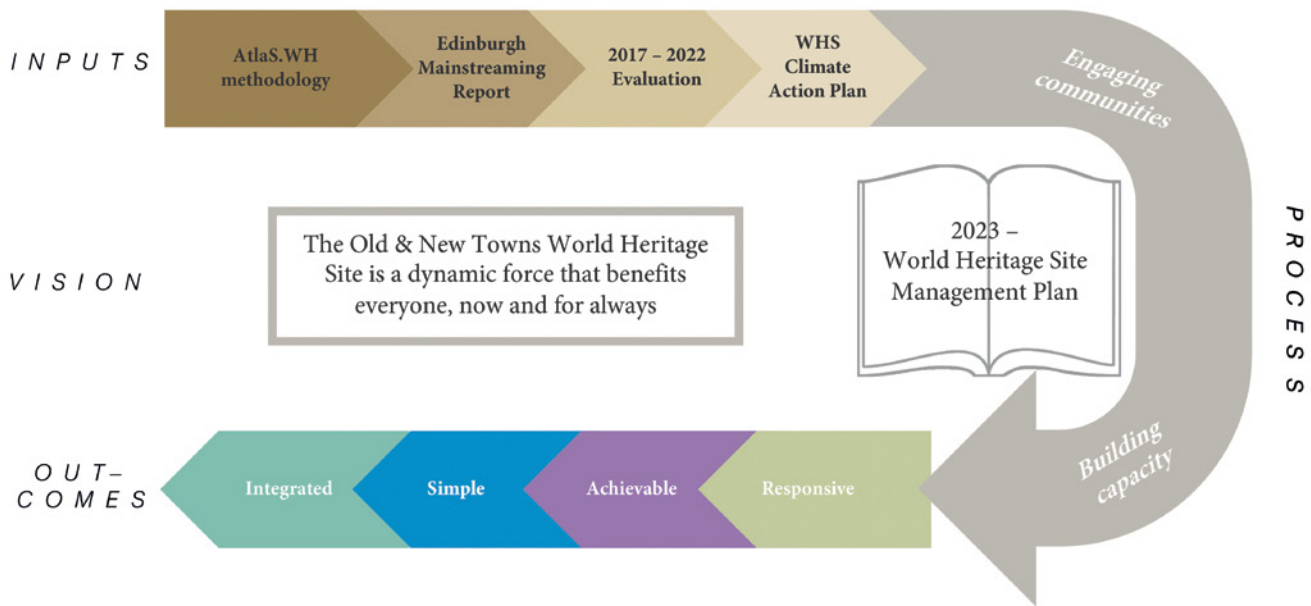 INPUTS
AtlaS.WH
methodology
Edinburgh
Mainstreaming
Report
2017 – 2022
Evaluation
WHS
Climate
Action Plan
Engaging
communities
PROCESS
VISION
The Old & New Towns World Heritage
Site is a dynamic force that benefits
everyone, now and for always
2023 –
World Heritage Site
Management Plan
Building
capacity
OUT–
COMES
Integrated
Simple
Achievable
Responsive